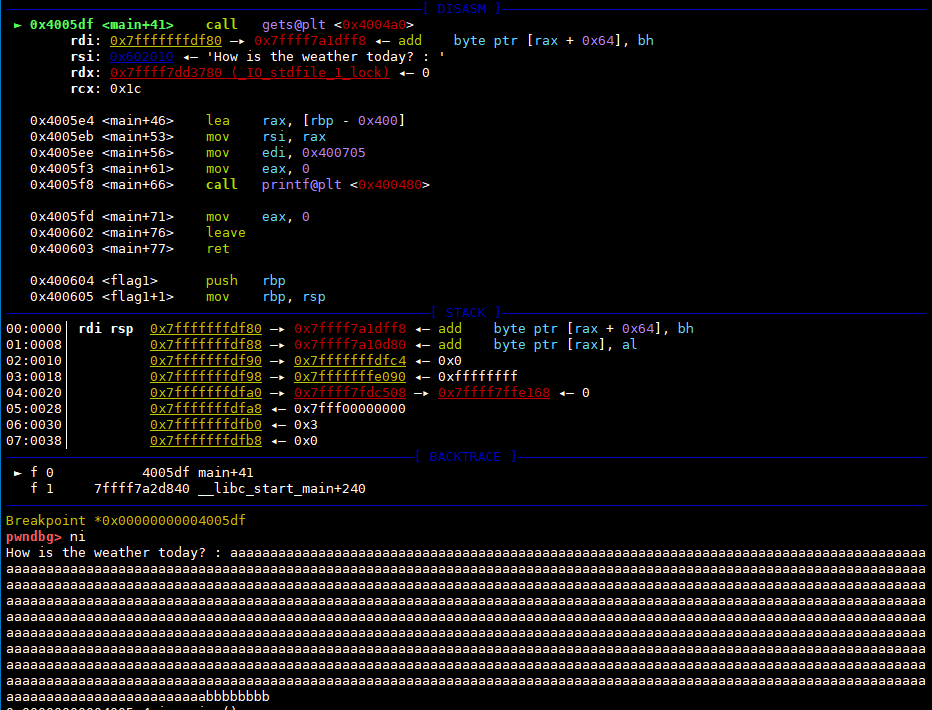 [ DISASM ]
► 0x4005df <main+41> call gets@plt <0x4004a0>
rdi: 0x7fffffffdf80 —► 0x7ffff7a1dff8 ◄— add byte ptr [rax + 0x64], bh
rsi: 0x602010 ◄— 'How is the weather today? : '
rdx: 0x7ffff7dd3780 (_IO_stdfile_1_lock) ◄— 0
rcx: 0x1c
0x4005e4 <main+46> lea rax, [rbp - 0x400]
0x4005eb <main+53> mov rsi, rax
0x4005ee <main+56> mov edi, 0x400705
0x4005f3 <main+61> mov eax, 0
0x4005f8 <main+66> call printf@plt <0x400480>
0x4005fd <main+71> mov eax, 0
0x400602 <main+76> leave
0x400603 <main+77> ret
0x400604 <flag1> push rbp
0x400605 <flag1+1> mov rbp, rsp
[ STACK ]
00:0000│ rdi rsp 0x7fffffffdf80 —► 0x7ffff7a1dff8 ◄— add byte ptr [rax + 0x64], bh
01:0008│ 0x7fffffffdf88 —► 0x7ffff7a10d80 ◄— add byte ptr [rax], al
02:0010│ 0x7fffffffdf90 —► 0x7fffffffdfc4 ◄— 0x0
03:0018│ 0x7fffffffdf98 —► 0x7fffffffe090 ◄— 0xffffffff
04:0020│ 0x7fffffffdfa0 —► 0x7ffff7fdc508 —► 0x7ffff7ffe168 ◄— 0
05:0028│ 0x7fffffffdfa8 ◄— 0x7fff00000000
06:0030│ 0x7fffffffdfb0 ◄— 0x3
07:0038│ 0x7fffffffdfb8 ◄— 0x0
[ BACKTRACE ]
► f 0 4005df main+41
f 1 7ffff7a2d840 __libc_start_main+240
Breakpoint *0x00000000004005df
pwndbg> ni
How is the weather today? : aaaaaaaaaaaaaaaaaaaaaaaaaaaaaaaaaaaaaaaaaaaaaaaaaaaaaaaaaaaaaaaaaaaaaaaaaaaaaaaaaaaaaaa
aaaaaaaaaaaaaaaaaaaaaaaaaaaaaaaaaaaaaaaaaaaaaaaaaaaaaaaaaaaaaaaaaaaaaaaaaaaaaaaaaaaaaaaaaaaaaaaaaaaaaaaaaaaaaaaaaaa
aaaaaaaaaaaaaaaaaaaaaaaaaaaaaaaaaaaaaaaaaaaaaaaaaaaaaaaaaaaaaaaaaaaaaaaaaaaaaaaaaaaaaaaaaaaaaaaaaaaaaaaaaaaaaaaaaaa
aaaaaaaaaaaaaaaaaaaaaaaaaaaaaaaaaaaaaaaaaaaaaaaaaaaaaaaaaaaaaaaaaaaaaaaaaaaaaaaaaaaaaaaaaaaaaaaaaaaaaaaaaaaaaaaaaaa
aaaaaaaaaaaaaaaaaaaaaaaaaaaaaaaaaaaaaaaaaaaaaaaaaaaaaaaaaaaaaaaaaaaaaaaaaaaaaaaaaaaaaaaaaaaaaaaaaaaaaaaaaaaaaaaaaaa
aaaaaaaaaaaaaaaaaaaaaaaaaaaaaaaaaaaaaaaaaaaaaaaaaaaaaaaaaaaaaaaaaaaaaaaaaaaaaaaaaaaaaaaaaaaaaaaaaaaaaaaaaaaaaaaaaaa
aaaaaaaaaaaaaaaaaaaaaaaaaaaaaaaaaaaaaaaaaaaaaaaaaaaaaaaaaaaaaaaaaaaaaaaaaaaaaaaaaaaaaaaaaaaaaaaaaaaaaaaaaaaaaaaaaaa
aaaaaaaaaaaaaaaaaaaaaaaaaaaaaaaaaaaaaaaaaaaaaaaaaaaaaaaaaaaaaaaaaaaaaaaaaaaaaaaaaaaaaaaaaaaaaaaaaaaaaaaaaaaaaaaaaaa
aaaaaaaaaaaaaaaaaaaaaaaaaaaaaaaaaaaaaaaaaaaaaaaaaaaaaaaaaaaaaaaaaaaaaaaaaaaaaaaaaaaaaaaaaaaaaaaaaaaaaaaaaaaaaaaaaaa
aaaaaaaaaaaaaaaaaaaaaaaaabbbbbbbb